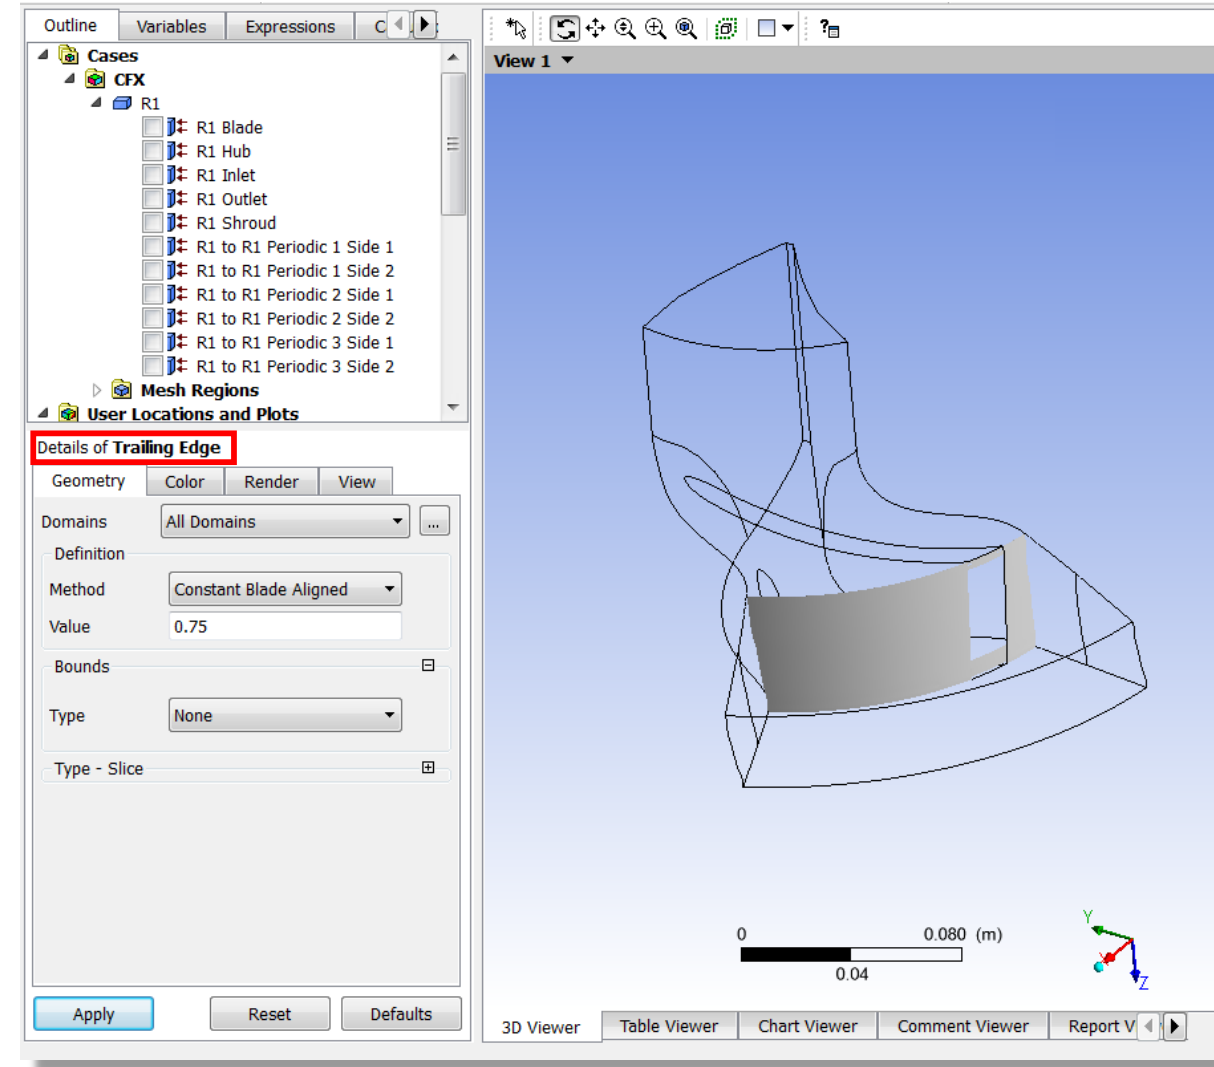 Outline Variables Expressions C
Cases
CFX
R1
R1 Blade
R1 Hub
R1 Inlet
R1 Outlet
R1 Shroud
R1 to R1 Periodic 1 Side 1
R1 to R1 Periodic 1 Side 2
R1 to R1 Periodic 2 Side 1
R1 to R1 Periodic 2 Side 2
R1 to R1 Periodic 3 Side 1
R1 to R1 Periodic 3 Side 2
Mesh Regions
User Locations and Plots
Details of Trailing Edge
Geometry Color Render View
Domains All Domains ...
Definition
Method Constant Blade Aligned
Value 0.75
Bounds
Type None
Type - Slice
Apply Reset Defaults
View 1
0 0.080 (m)
0.04
Y
X
Z
3D Viewer Table Viewer Chart Viewer Comment Viewer Report V